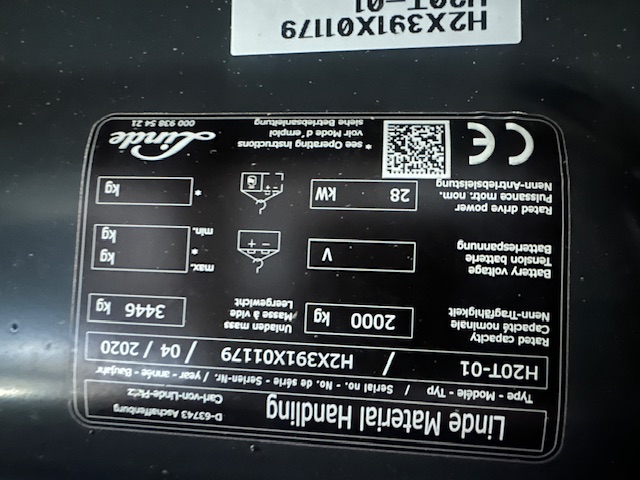 Linde Material Handling
D-63743 Aschaffenburg
Carl-von-Linde-Platz
Type - Modéle - Typ / Serial no. - No. de série - Serien-Nr. / year - année - Baujahr
H20T-01 / H2X391X01179 / 04 / 2020
Rated capacity
Capacité nominale
Nenn-Tragfähigkeit
2000 kg
Unladen mass
Masse à vide
Leergewicht
3446 kg
Battery voltage
Tension batterie
Batteriespannung
V
- +
max. * kg
min. kg
Rated drive power
Puissance motr. nom.
Nenn-Antriebsleistung
28 kW
* kg
CE
* see Operating Instructions
voir Mode d'emploi
siehe Betriebsanleitung
Linde
000 938 54 21
H2X391X01179
H20T-01